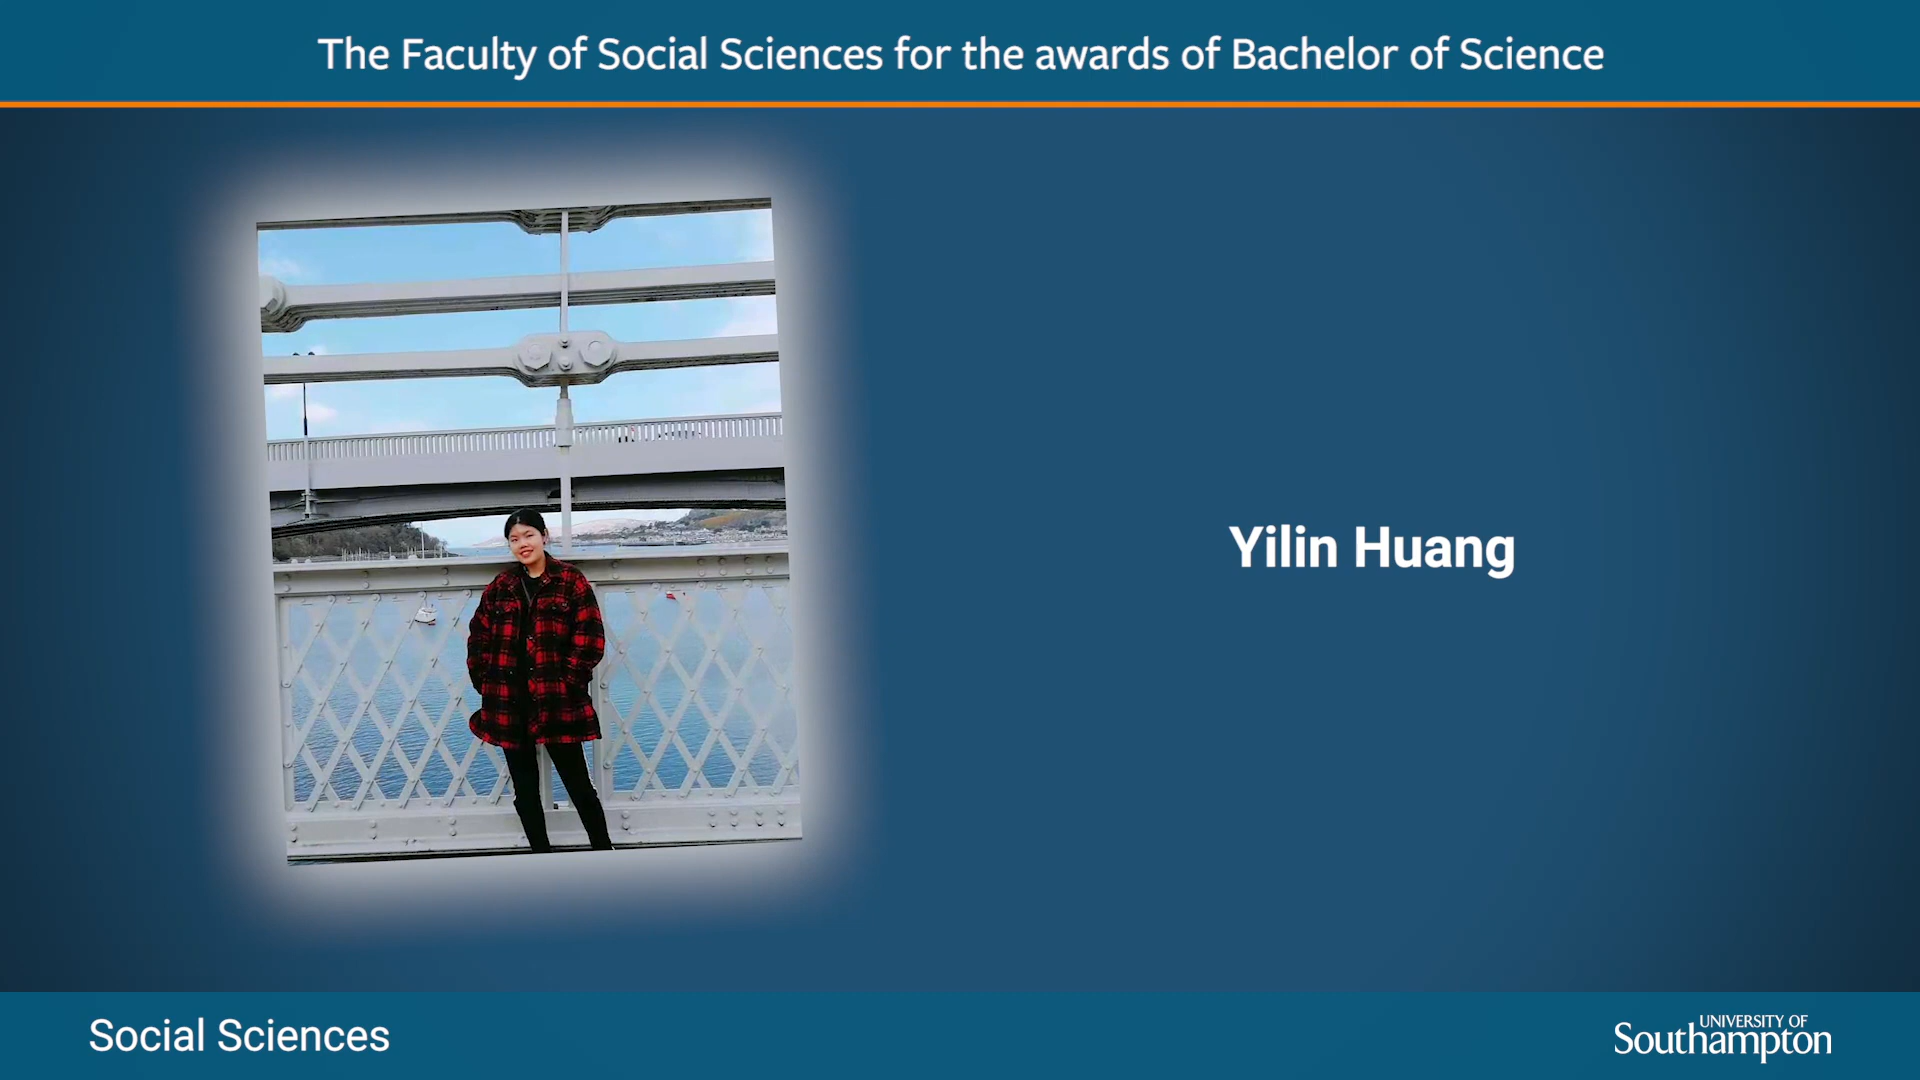 The Faculty of Social Sciences for the awards of Bachelor of Science
Yilin Huang
Social Sciences
UNIVERSITY OF
Southampton